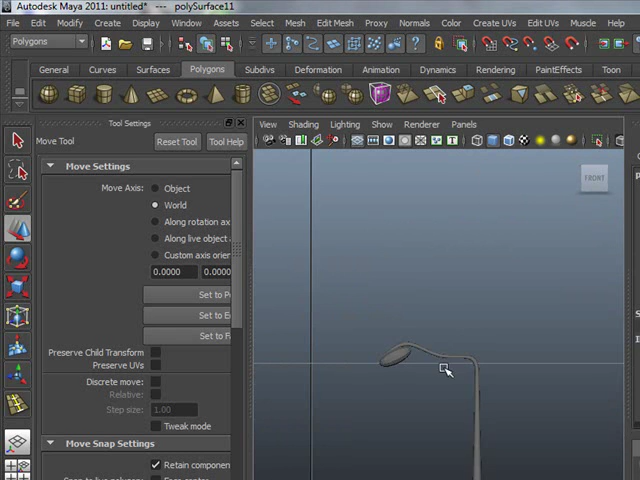 Autodesk Maya 2011: untitled*   ---   polySurface11
File Edit Modify Create Display Window Assets Select Mesh Edit Mesh Proxy Normals Color Create UVs Edit UVs Muscle
Polygons
General Curves Surfaces Polygons Subdivs Deformation Animation Dynamics Rendering PaintEffects Toon
Tool Settings
Move Tool Reset Tool Tool Help
View Shading Lighting Show Renderer Panels
Move Settings
Move Axis: Object
World
Along rotation ax
Along live object a
Custom axis orien
0.0000 0.0000
Set to P
Set to E
Set to F
Preserve Child Transform
Preserve UVs
Discrete move:
Relative:
Step size: 1.00
Tweak mode
Move Snap Settings
Retain componen
FRONT